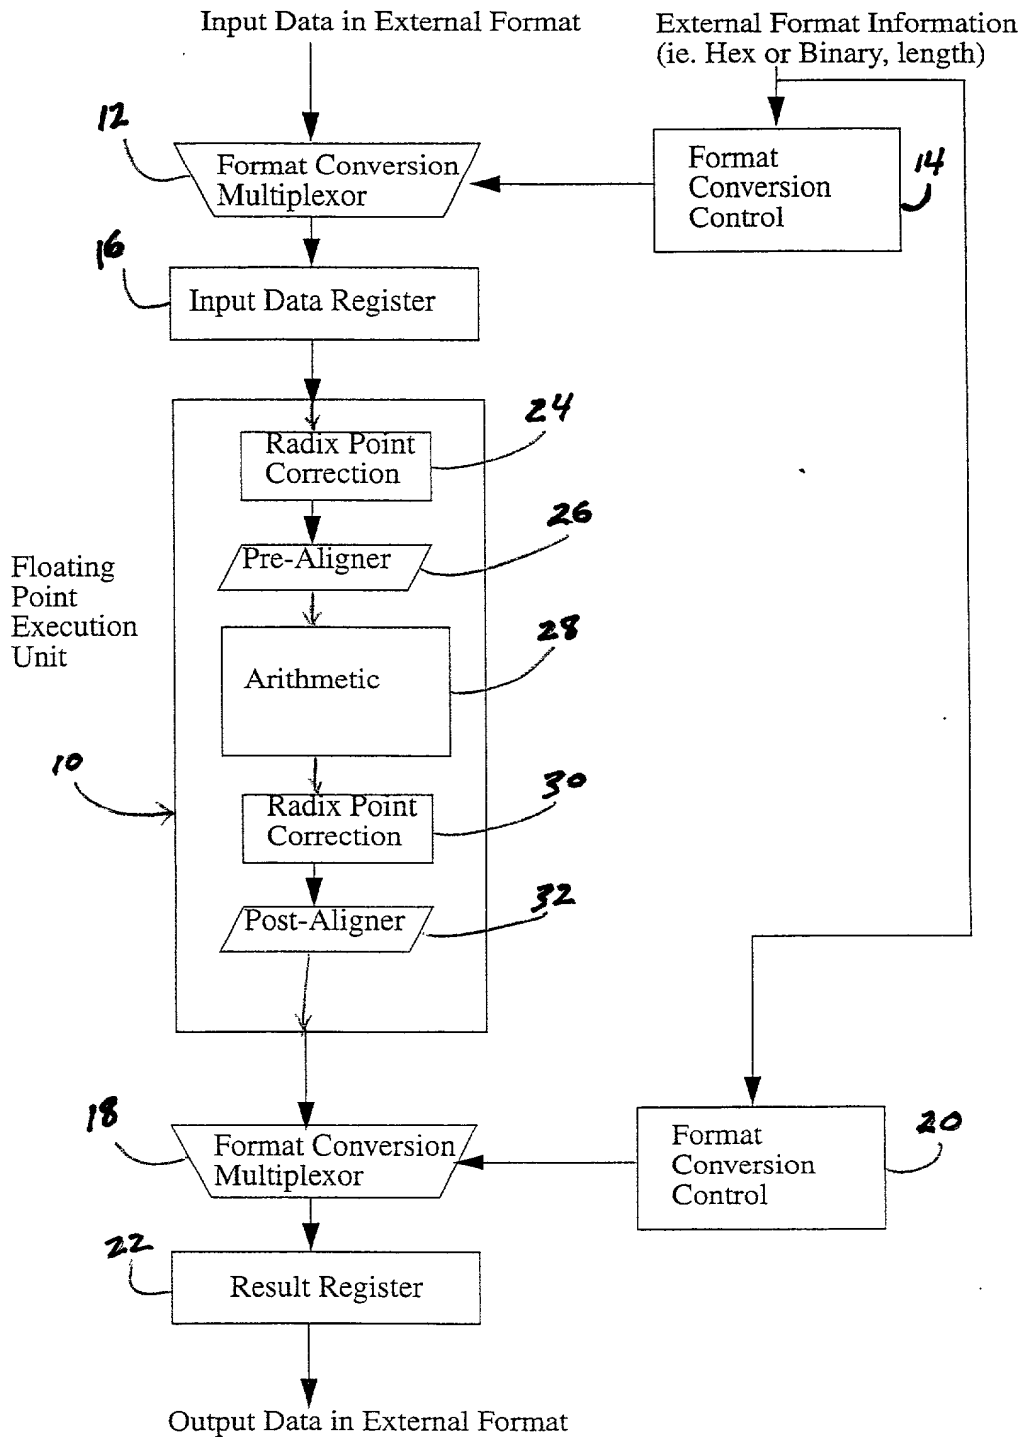 Input Data in External Format
External Format Information
(ie. Hex or Binary, length)
12
Format Conversion
Multiplexor
Format
Conversion
Control
14
16
Input Data Register
24
Radix Point
Correction
26
Pre-Aligner
Floating
Point
Execution
Unit
28
Arithmetic
10
30
Radix Point
Correction
32
Post-Aligner
18
Format Conversion
Multiplexor
Format
Conversion
Control
20
22
Result Register
Output Data in External Format